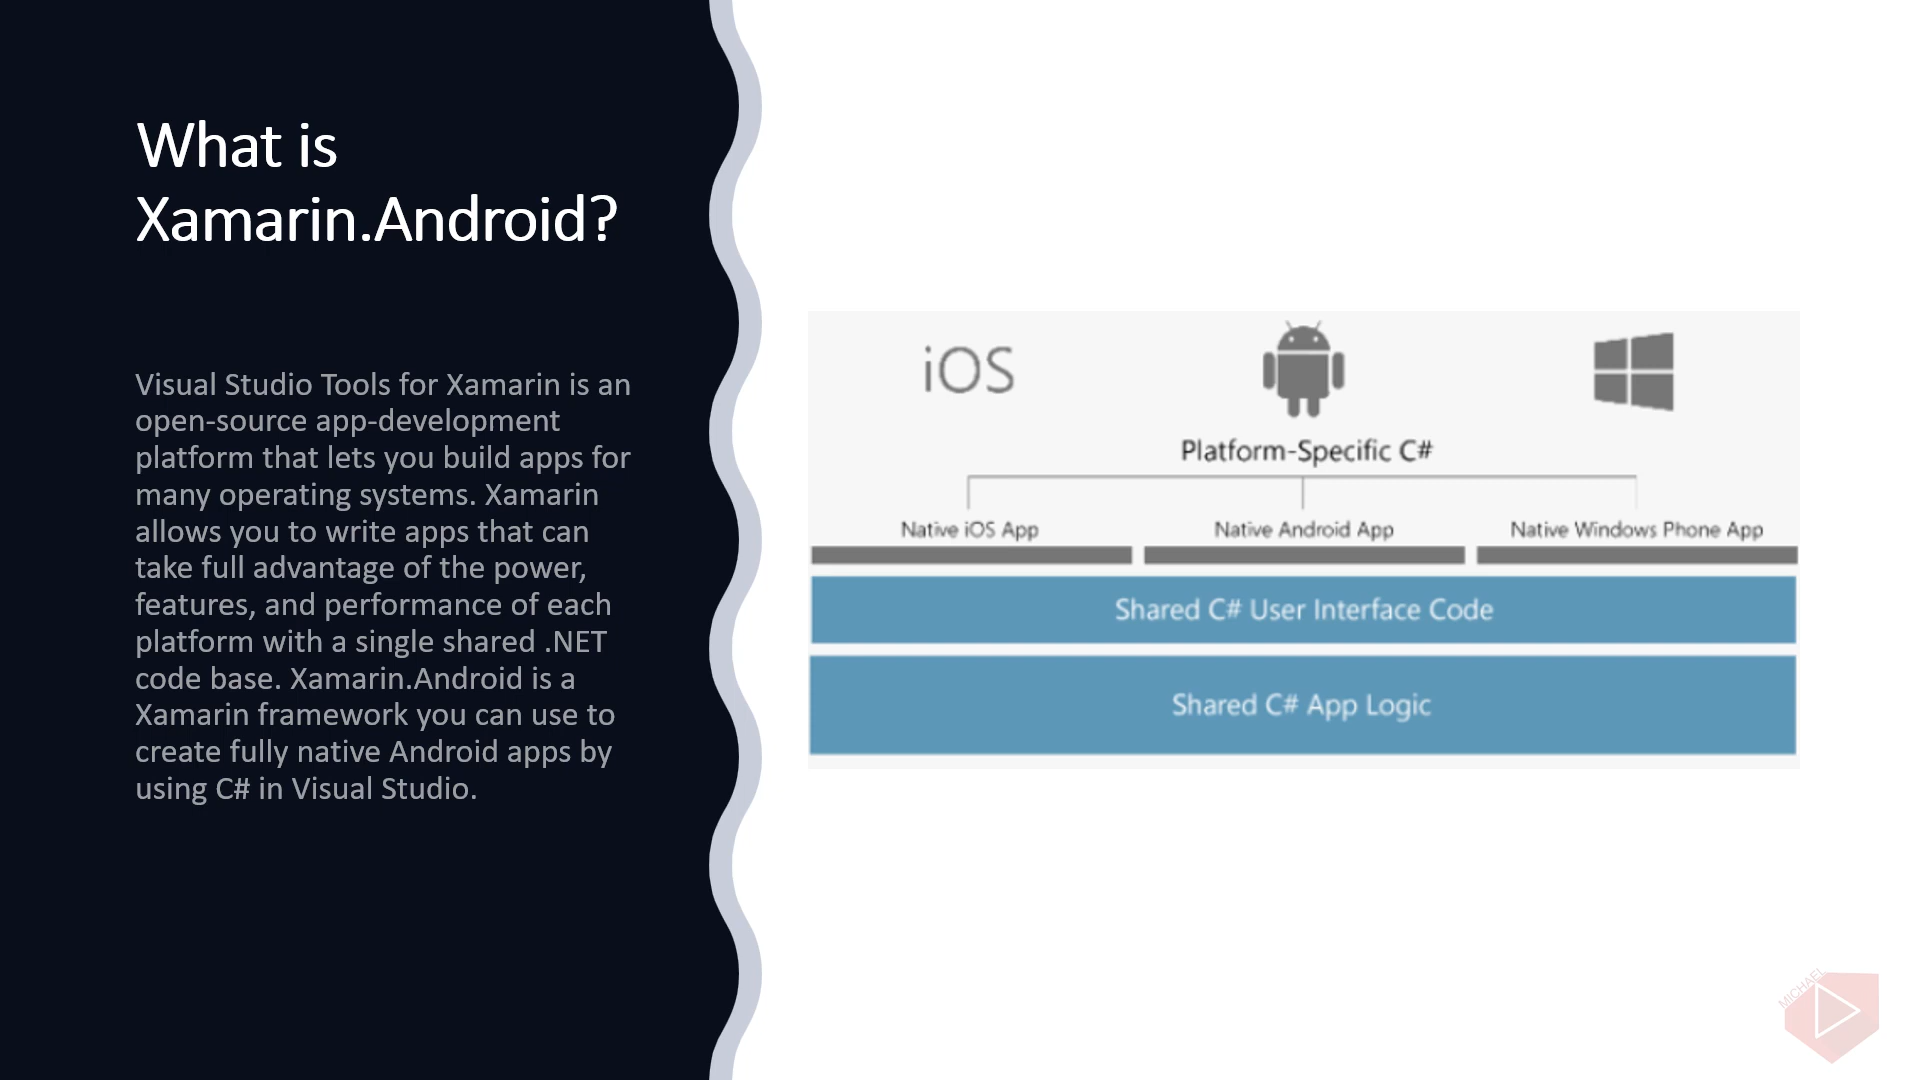 What is
Xamarin.Android?
Visual Studio Tools for Xamarin is an
open-source app-development
platform that lets you build apps for
many operating systems. Xamarin
allows you to write apps that can
take full advantage of the power,
features, and performance of each
platform with a single shared .NET
code base. Xamarin.Android is a
Xamarin framework you can use to
create fully native Android apps by
using C# in Visual Studio.
iOS
Platform-Specific C#
Native iOS App
Native Android App
Native Windows Phone App
Shared C# User Interface Code
Shared C# App Logic
MICHAEL